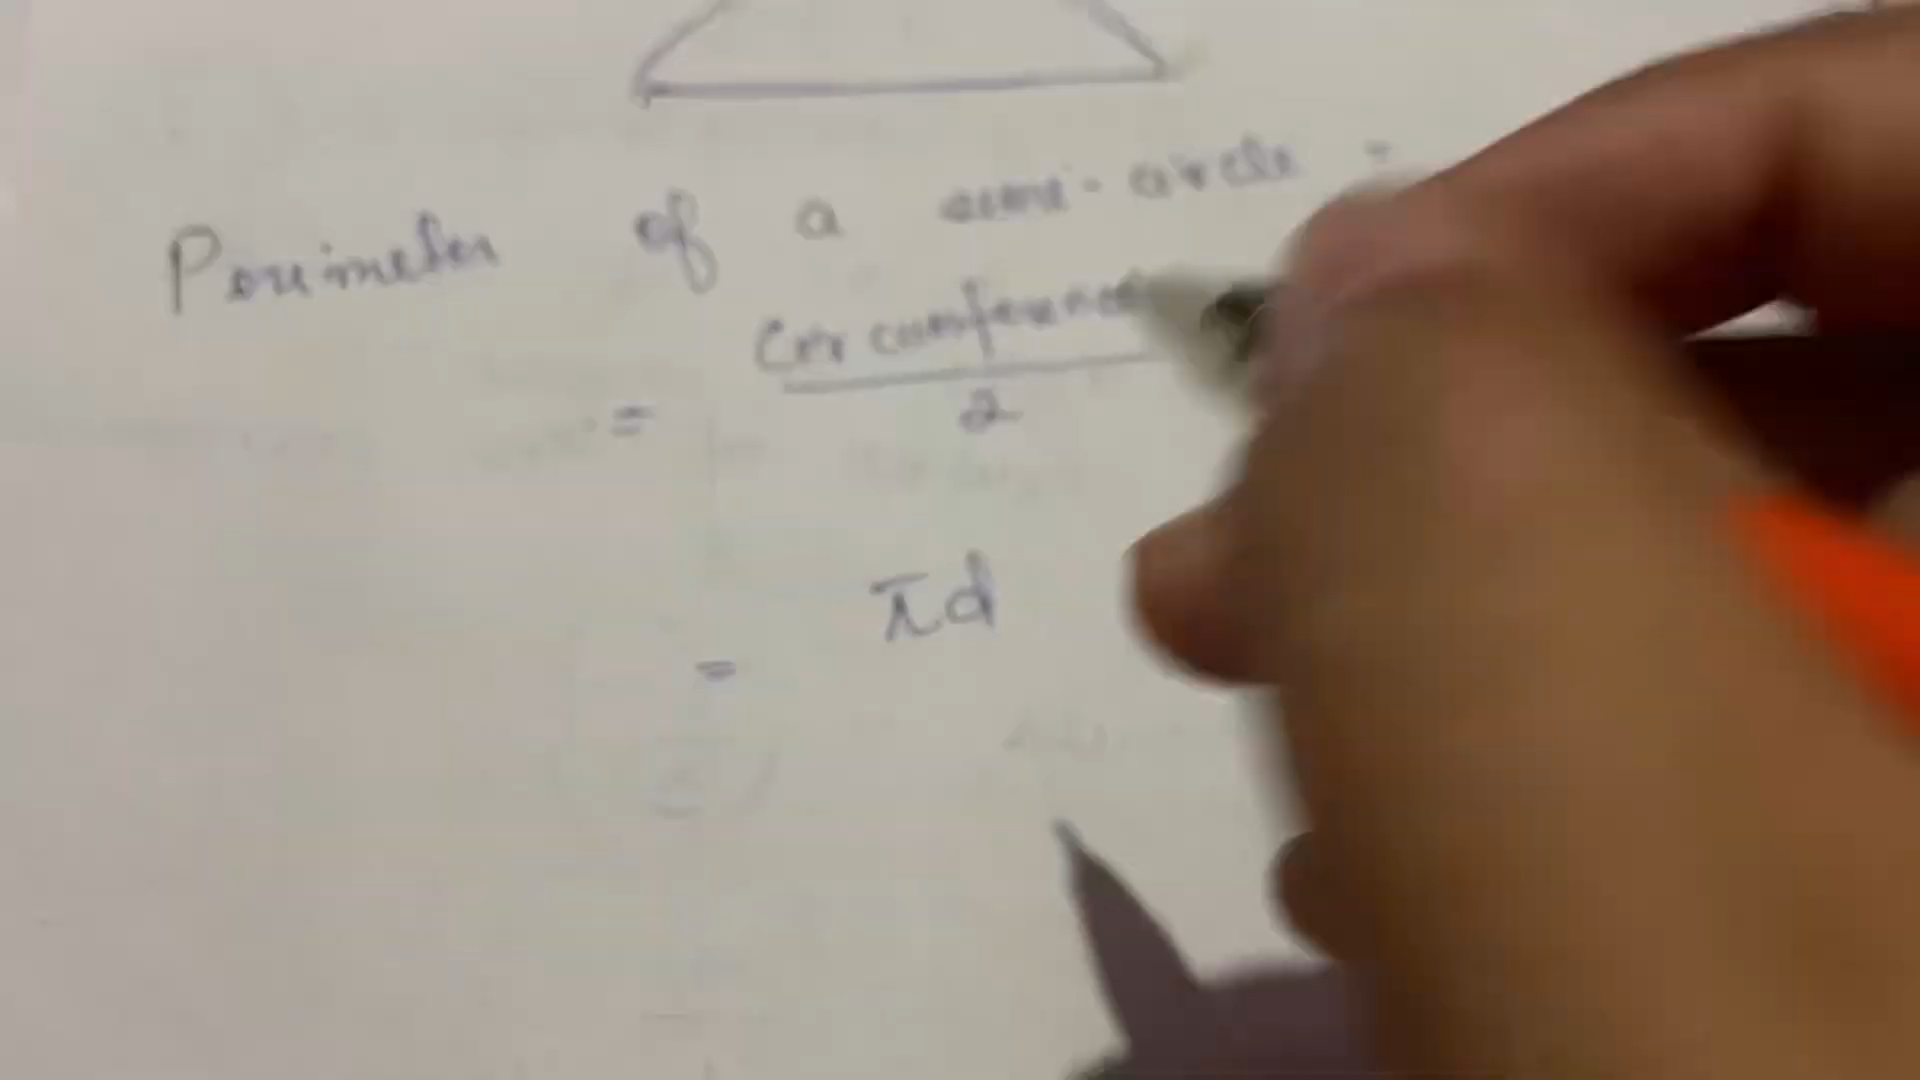 Perimeter of a semi-circle =
= Circumference
2
= πd